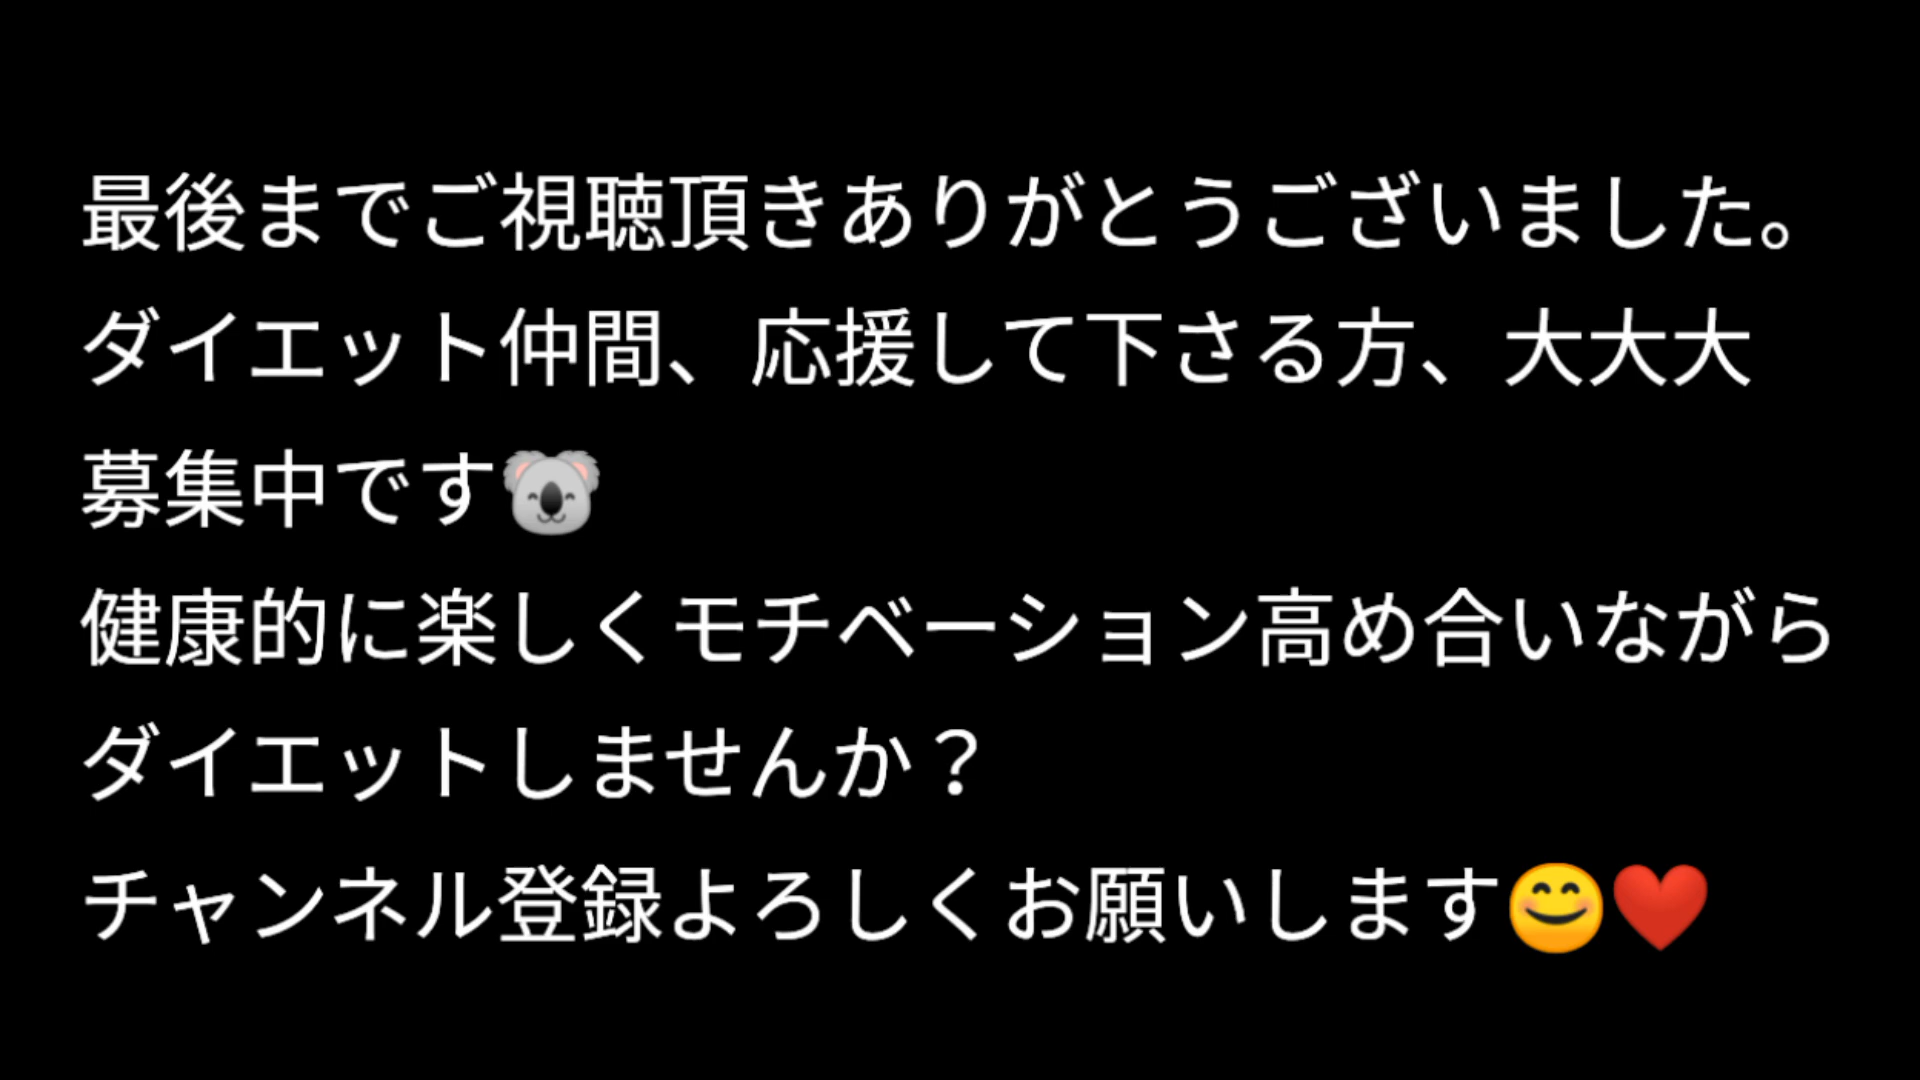 最後までご視聴頂きありがとうございました。
ダイエット仲間、応援して下さる方、大大大
募集中です🐨
健康的に楽しくモチベーション高め合いながら
ダイエットしませんか？
チャンネル登録よろしくお願いします😊❤️